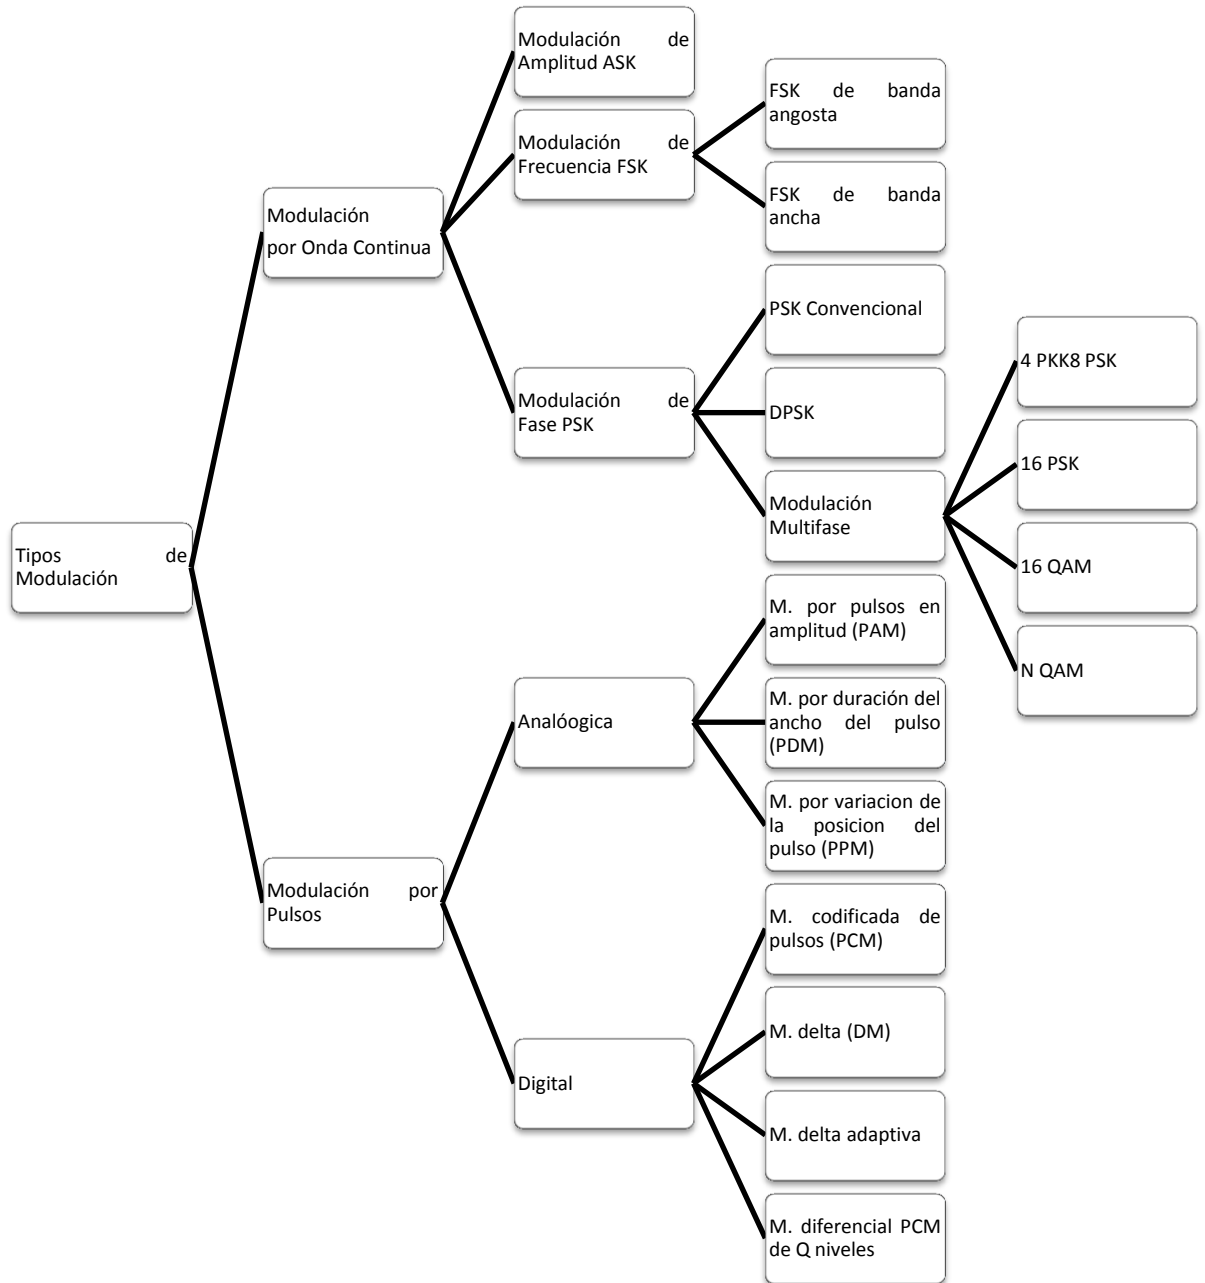 Tipos de
Modulación
Modulación
por Onda Continua
Modulación de
Amplitud ASK
Modulación de
Frecuencia FSK
FSK de banda
angosta
FSK de banda
ancha
Modulación de
Fase PSK
PSK Convencional
DPSK
Modulación
Multifase
4 PKK8 PSK
16 PSK
16 QAM
N QAM
Modulación por
Pulsos
Analóogica
M. por pulsos en
amplitud (PAM)
M. por duración del
ancho del pulso
(PDM)
M. por variacion de
la posicion del
pulso (PPM)
Digital
M. codificada de
pulsos (PCM)
M. delta (DM)
M. delta adaptiva
M. diferencial PCM
de Q niveles